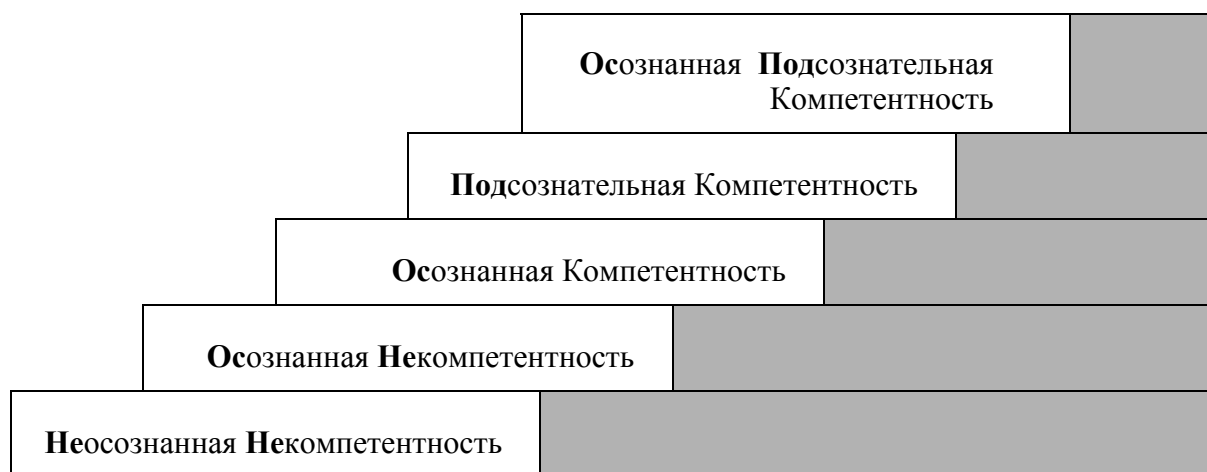 Осознанная Подсознательная
Компетентность
Подсознательная Компетентность
Осознанная Компетентность
Осознанная Некомпетентность
Неосознанная Некомпетентность